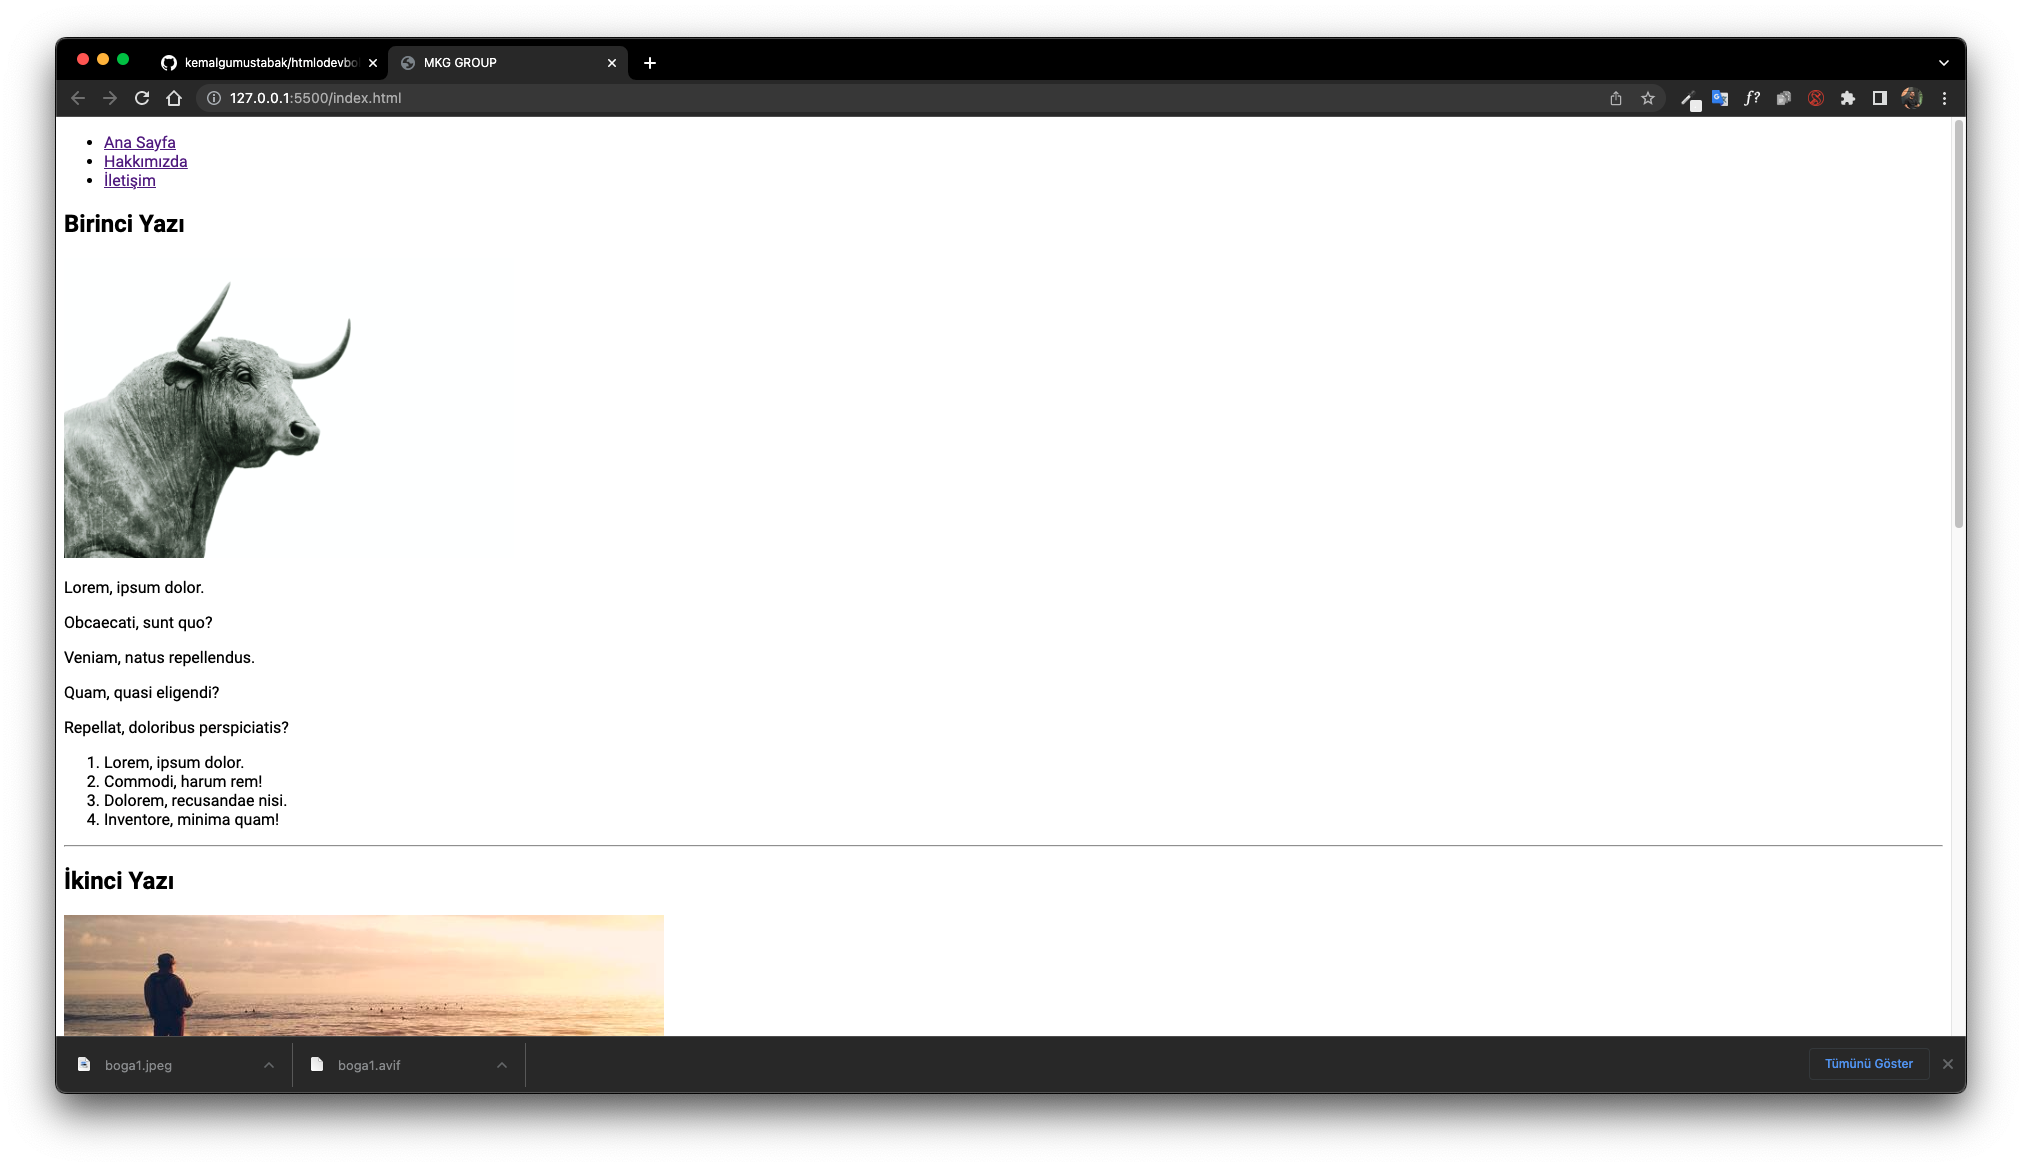 kemalgumustabak/htmlodevbo
MKG GROUP
127.0.0.1:5500/index.html
f?
Ana Sayfa
Hakkımızda
İletişim
Birinci Yazı
Lorem, ipsum dolor.
Obcaecati, sunt quo?
Veniam, natus repellendus.
Quam, quasi eligendi?
Repellat, doloribus perspiciatis?
1. Lorem, ipsum dolor.
2. Commodi, harum rem!
3. Dolorem, recusandae nisi.
4. Inventore, minima quam!
İkinci Yazı
boga1.jpeg
boga1.avif
Tümünü Göster